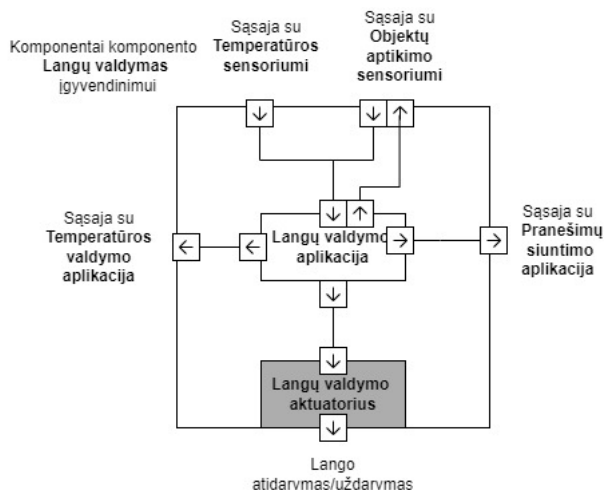 Komponentai komponento
Langų valdymas
įgyvendinimui
Sąsaja su
Temperatūros
sensoriumi
Sąsaja su
Objektų
aptikimo
sensoriumi
Sąsaja su
Temperatūros
valdymo
aplikacija
Langų valdymo
aplikacija
Sąsaja su
Pranešimų
siuntimo
aplikacija
Langų valdymo
aktuatorius
Lango
atidarymas/uždarymas